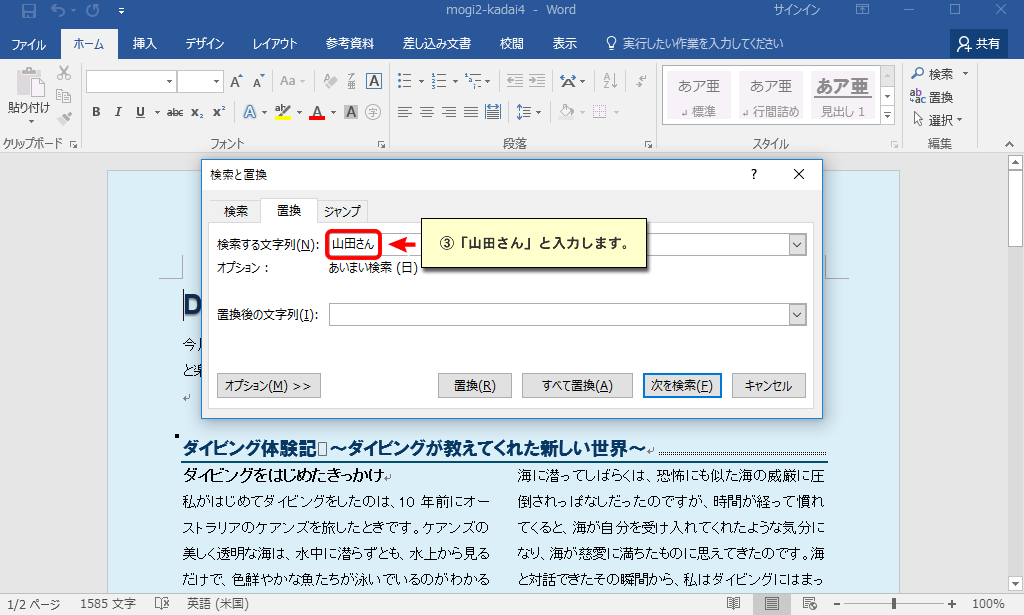 mogi2-kadai4 - Word
サインイン
ファイル ホーム 挿入 デザイン レイアウト 参考資料 差し込み文書 校閲 表示 実行したい作業を入力してください 共有
貼り付け
クリップボード
B I U abc x₂ x²
Aa
フォント
段落
あア亜 あア亜 あア亜
↲ 標準 ↲ 行間詰め 見出し 1
スタイル
検索
置換
選択
編集
検索と置換
? ×
検索 置換 ジャンプ
検索する文字列(N): 山田さん
③「山田さん」と入力します。
オプション： あいまい検索 (日)
置換後の文字列(I):
オプション(M) >> 置換(R) すべて置換(A) 次を検索(F) キャンセル
D
今月
と楽
ダイビング体験記□～ダイビングが教えてくれた新しい世界～
ダイビングをはじめたきっかけ
私がはじめてダイビングをしたのは、10 年前にオー
ストラリアのケアンズを旅したときです。ケアンズの
美しく透明な海は、水中に潜らずとも、水上から見る
だけで、色鮮やかな魚たちが泳いでいるのがわかる
海に潜ってしばらくは、恐怖にも似た海の威厳に圧
倒されっぱなしだったのですが、時間が経って慣れ
てくると、海が自分を受け入れてくれたような気分に
なり、海が慈愛に満ちたものに思えてきたのです。海
と対話できたその瞬間から、私はダイビングにはまっ
1/2 ページ 1585 文字 英語 (米国) 100%